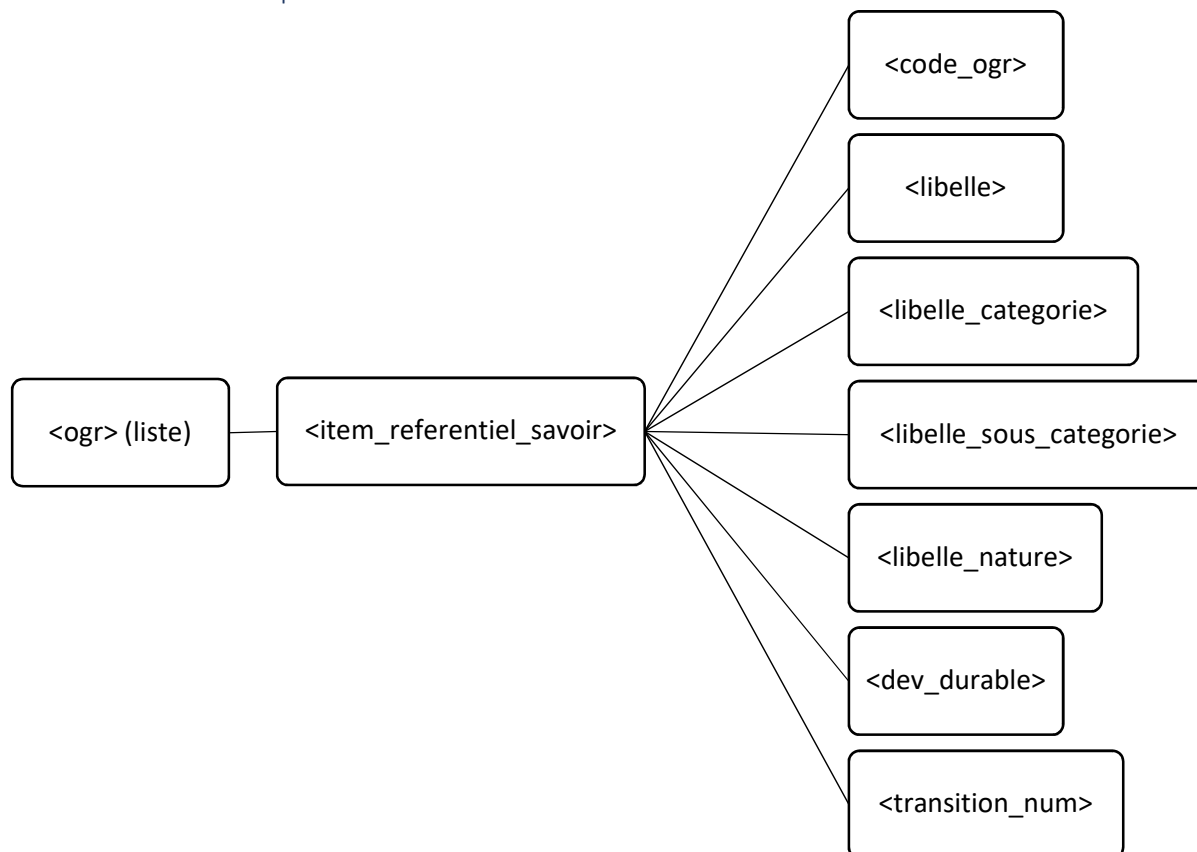 <code_ogr>
<libelle>
<libelle_categorie>
<ogr> (liste)
<item_referentiel_savoir>
<libelle_sous_categorie>
<libelle_nature>
<dev_durable>
<transition_num>